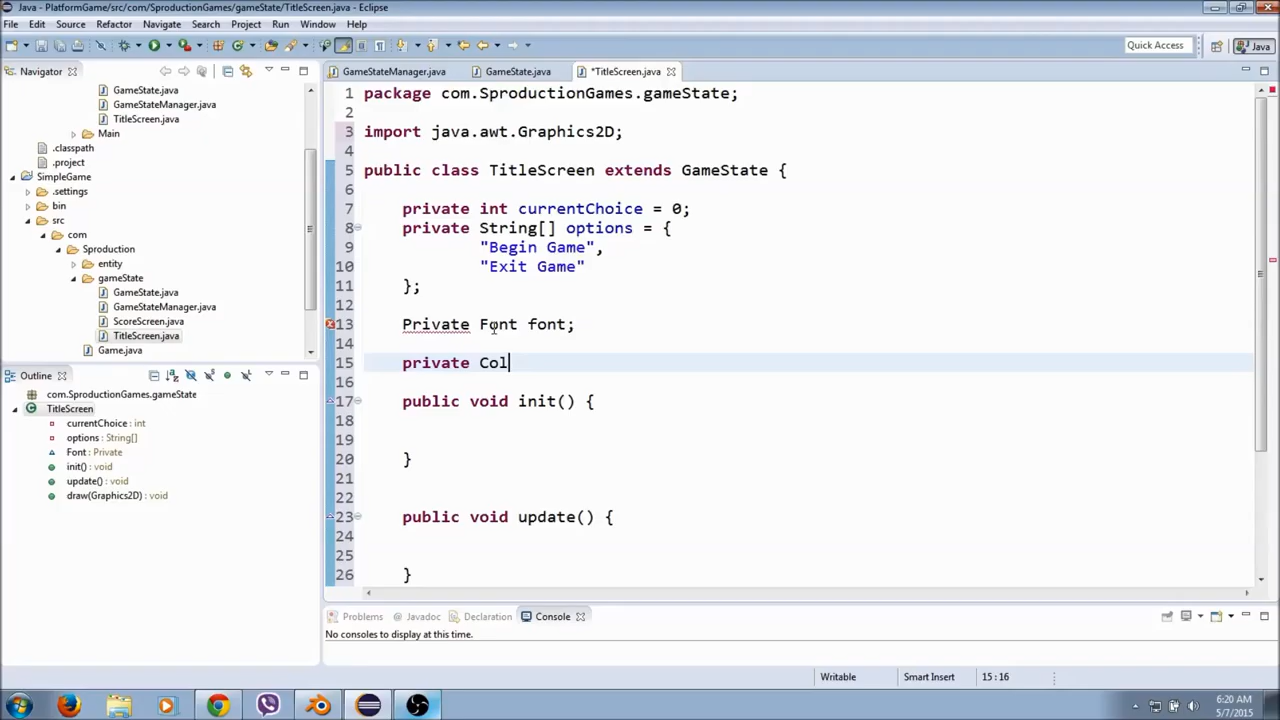 Java - PlatformGame/src/com/SproductionGames/gameState/TitleScreen.java - Eclipse
File Edit Source Refactor Navigate Search Project Run Window Help
Quick Access Java
Navigator
GameState.java
GameStateManager.java
TitleScreen.java
Main
.classpath
.project
SimpleGame
.settings
bin
src
com
Sproduction
entity
gameState
GameState.java
GameStateManager.java
ScoreScreen.java
TitleScreen.java
Game.java
Outline
com.SproductionGames.gameState
TitleScreen
currentChoice : int
options : String[]
Font : Private
init() : void
update() : void
draw(Graphics2D) : void
GameStateManager.java GameState.java *TitleScreen.java
1 package com.SproductionGames.gameState;
2
3 import java.awt.Graphics2D;
4
5 public class TitleScreen extends GameState {
6
7 private int currentChoice = 0;
8 private String[] options = {
9 "Begin Game",
10 "Exit Game"
11 };
12
13 Private Font font;
14
15 private Col
16
17 public void init() {
18
19
20 }
21
22
23 public void update() {
24
25
26 }
Problems @ Javadoc Declaration Console
No consoles to display at this time.
Writable Smart Insert 15 : 16
6:20 AM
5/7/2015